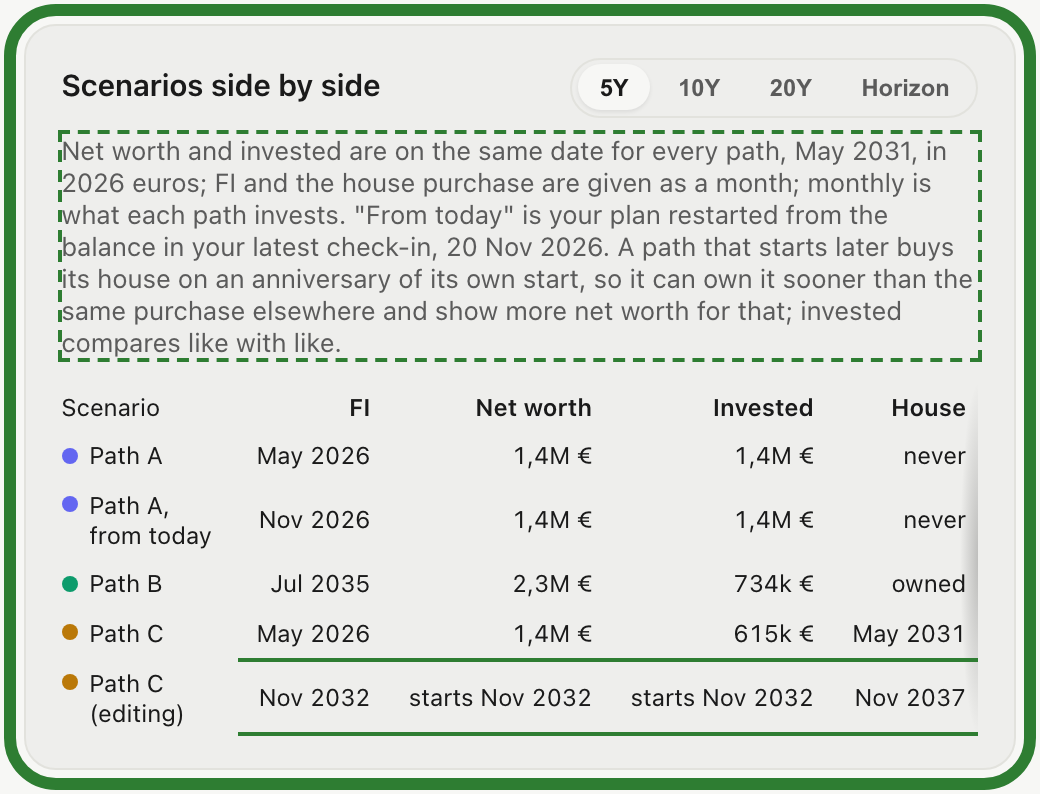 Scenarios side by side
5Y 10Y 20Y Horizon
Net worth and invested are on the same date for every path, May 2031, in
2026 euros; FI and the house purchase are given as a month; monthly is
what each path invests. "From today" is your plan restarted from the
balance in your latest check-in, 20 Nov 2026. A path that starts later buys
its house on an anniversary of its own start, so it can own it sooner than the
same purchase elsewhere and show more net worth for that; invested
compares like with like.
Scenario FI Net worth Invested House
Path A May 2026 1,4M € 1,4M € never
Path A,
from today Nov 2026 1,4M € 1,4M € never
Path B Jul 2035 2,3M € 734k € owned
Path C May 2026 1,4M € 615k € May 2031
Path C
(editing) Nov 2032 starts Nov 2032 starts Nov 2032 Nov 2037